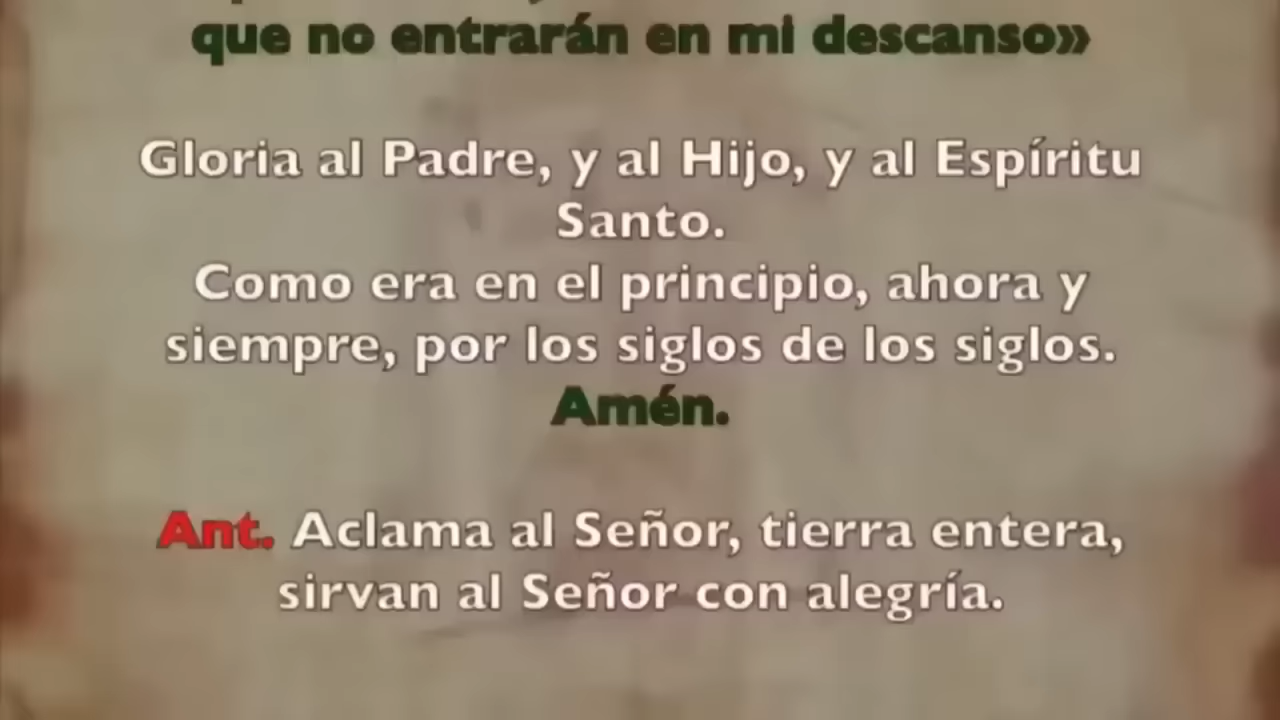 que no entrarán en mi descanso»
Gloria al Padre, y al Hijo, y al Espíritu
Santo.
Como era en el principio, ahora y
siempre, por los siglos de los siglos.
Amén.
Ant. Aclama al Señor, tierra entera,
sirvan al Señor con alegría.